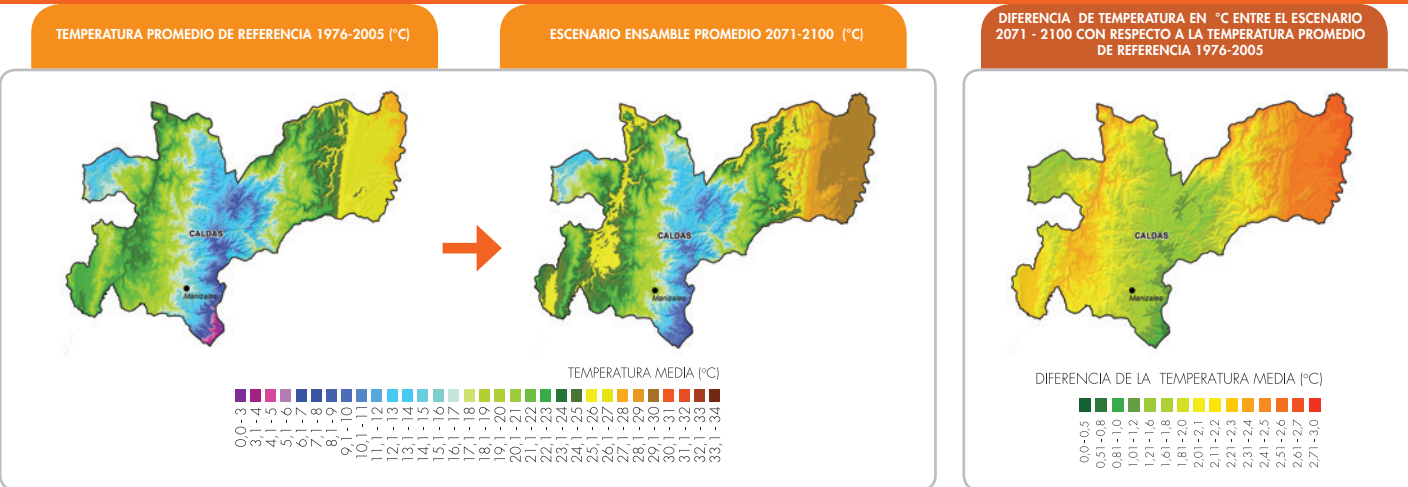 TEMPERATURA PROMEDIO DE REFERENCIA 1976-2005 (°C)
ESCENARIO ENSAMBLE PROMEDIO 2071-2100 (°C)
DIFERENCIA DE TEMPERATURA EN °C ENTRE EL ESCENARIO
2071 - 2100 CON RESPECTO A LA TEMPERATURA PROMEDIO
DE REFERENCIA 1976-2005
CALDAS
Manizales
CALDAS
Manizales
CALDAS
Manizales
TEMPERATURA MEDIA (°C)
0,0 - 3
3,1 - 4
4,1 - 5
5,1 - 6
6,1 - 7
7,1 - 8
8,1 - 9
9,1 - 10
10,1 - 11
11,1 - 12
12,1 - 13
13,1 - 14
14,1 - 15
15,1 - 16
16,1 - 17
17,1 - 18
18,1 - 19
19,1 - 20
20,1 - 21
21,1 - 22
22,1 - 23
23,1 - 24
24,1 - 25
25,1 - 26
26,1 - 27
27,1 - 28
28,1 - 29
29,1 - 30
30,1 - 31
31,1 - 32
32,1 - 33
33,1 - 34
DIFERENCIA DE LA TEMPERATURA MEDIA (°C)
0,0 - 0,5
0,51 - 0,8
0,81 - 1,0
1,01 - 1,2
1,21 - 1,6
1,61 - 1,8
1,81 - 2,0
2,01 - 2,1
2,11 - 2,2
2,21 - 2,3
2,31 - 2,4
2,41 - 2,5
2,51 - 2,6
2,61 - 2,7
2,71 - 3,0